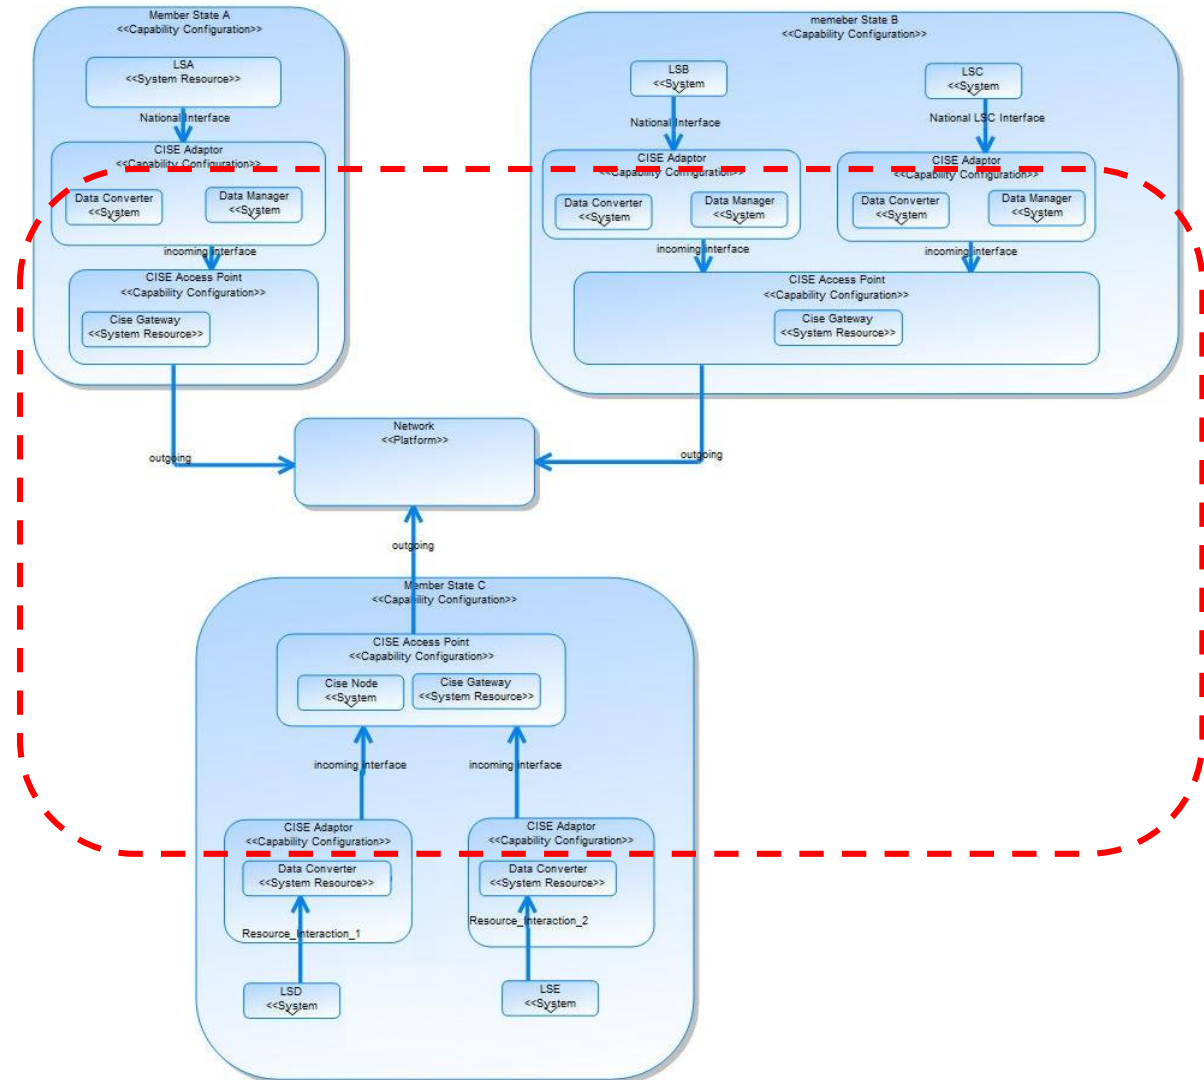 Member State A
<<Capability Configuration>>
LSA
<<System Resource>>
National Interface
CISE Adaptor
<<Capability Configuration>>
Data Converter
<<System
Data Manager
<<System
incoming interface
CISE Access Point
<<Capability Configuration>>
Cise Gateway
<<System Resource>>
outgoing
memeber State B
<<Capability Configuration>>
LSB
<<System
National Interface
CISE Adaptor
<<Capability Configuration>>
Data Converter
<<System
Data Manager
<<System
incoming interface
LSC
<<System
National LSC Interface
CISE Adaptor
<<Capability Configuration>>
Data Converter
<<System
Data Manager
<<System
incoming interface
CISE Access Point
<<Capability Configuration>>
Cise Gateway
<<System Resource>>
outgoing
Network
<<Platform>>
outgoing
Member State C
<<Capability Configuration>>
CISE Access Point
<<Capability Configuration>>
Cise Node
<<System
Cise Gateway
<<System Resource>>
incoming interface
incoming interface
CISE Adaptor
<<Capability Configuration>>
Data Converter
<<System Resource>>
Resource_Interaction_1
LSD
<<System
CISE Adaptor
<<Capability Configuration>>
Data Converter
<<System Resource>>
Resource_Interaction_2
LSE
<<System